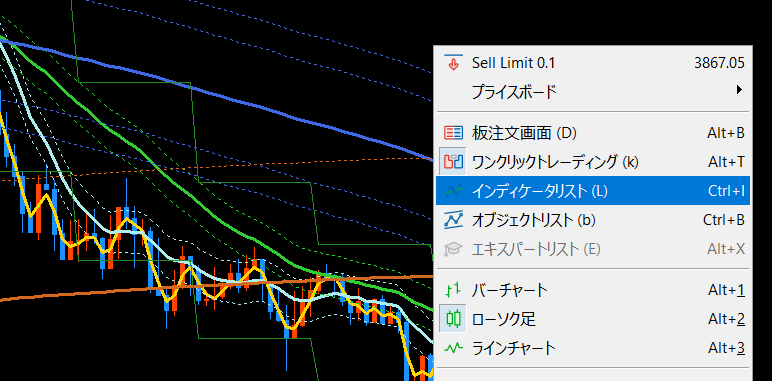 Sell Limit 0.1 3867.05
プライスボード
板注文画面 (D) Alt+B
ワンクリックトレーディング (k) Alt+T
インディケータリスト (L) Ctrl+I
オブジェクトリスト (b) Ctrl+B
エキスパートリスト (E) Alt+X
バーチャート Alt+1
ローソク足 Alt+2
ラインチャート Alt+3